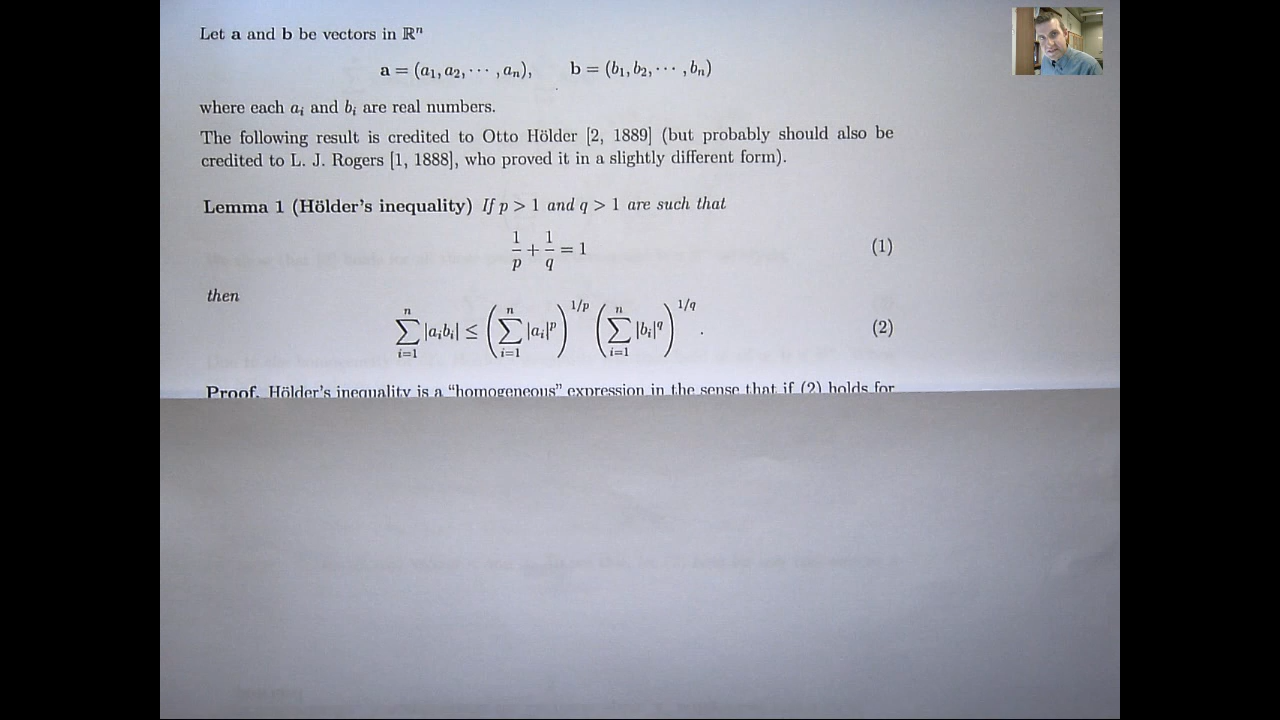 Let a and b be vectors in ℝⁿ
a = (a₁, a₂, ⋯ , aₙ), b = (b₁, b₂, ⋯ , bₙ)
where each aᵢ and bᵢ are real numbers.
The following result is credited to Otto Hölder [2, 1889] (but probably should also be
credited to L. J. Rogers [1, 1888], who proved it in a slightly different form).
Lemma 1 (Hölder's inequality) If p > 1 and q > 1 are such that
1/p + 1/q = 1 (1)
then
∑ᵢ₌₁ⁿ |aᵢbᵢ| ≤ (∑ᵢ₌₁ⁿ |aᵢ|ᵖ)^{1/p} (∑ᵢ₌₁ⁿ |bᵢ|^q)^{1/q} . (2)
Proof. Hölder's inequality is a "homogeneous" expression in the sense that if (2) holds for